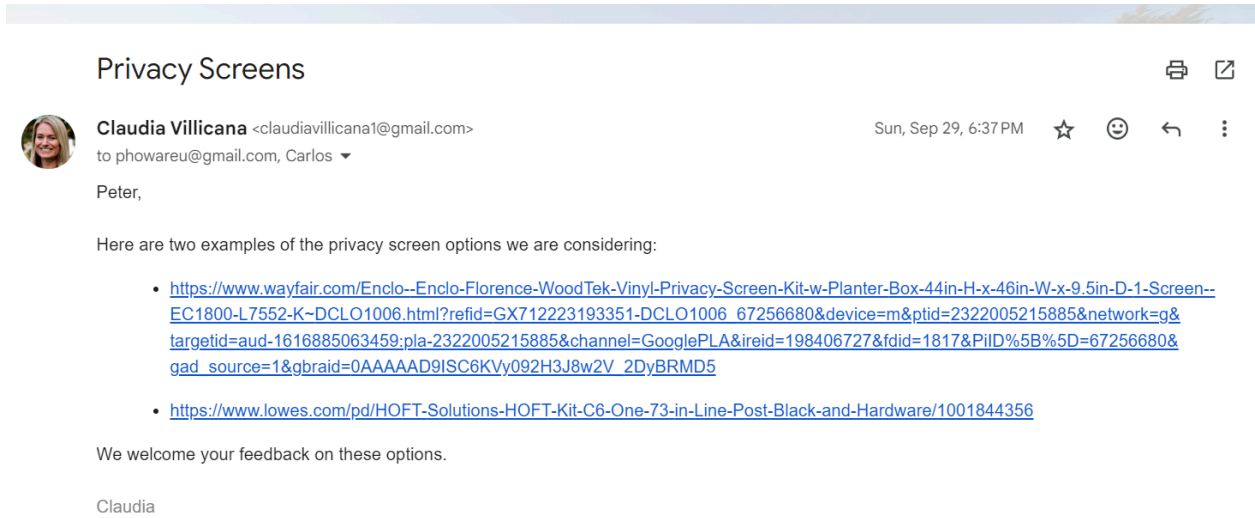 Privacy Screens
Claudia Villicana <claudiavillicana1@gmail.com>
Sun, Sep 29, 6:37 PM
to phowareu@gmail.com, Carlos
Peter,
Here are two examples of the privacy screen options we are considering:
• https://www.wayfair.com/Enclo--Enclo-Florence-WoodTek-Vinyl-Privacy-Screen-Kit-w-Planter-Box-44in-H-x-46in-W-x-9.5in-D-1-Screen--
EC1800-L7552-K~DCLO1006.html?refid=GX712223193351-DCLO1006_67256680&device=m&ptid=2322005215885&network=g&
targetid=aud-1616885063459:pla-2322005215885&channel=GooglePLA&ireid=198406727&fdid=1817&PiID%5B%5D=67256680&
gad_source=1&gbraid=0AAAAAD9ISC6KVy092H3J8w2V_2DyBRMD5
• https://www.lowes.com/pd/HOFT-Solutions-HOFT-Kit-C6-One-73-in-Line-Post-Black-and-Hardware/1001844356
We welcome your feedback on these options.
Claudia